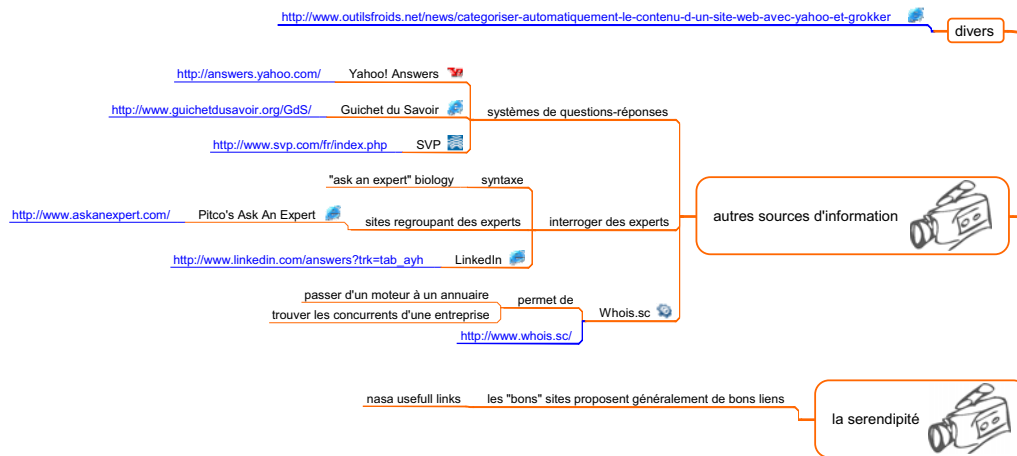 http://www.outilsfroids.net/news/categoriser-automatiquement-le-contenu-d-un-site-web-avec-yahoo-et-grokker
divers
http://answers.yahoo.com/ Yahoo! Answers
http://www.guichetdusavoir.org/GdS/ Guichet du Savoir
systèmes de questions-réponses
http://www.svp.com/fr/index.php SVP
"ask an expert" biology syntaxe
http://www.askanexpert.com/ Pitco's Ask An Expert sites regroupant des experts interroger des experts
autres sources d'information
http://www.linkedin.com/answers?trk=tab_ayh LinkedIn
passer d'un moteur à un annuaire
permet de
trouver les concurrents d'une entreprise
Whois.sc
http://www.whois.sc/
nasa usefull links les "bons" sites proposent généralement de bons liens
la serendipité